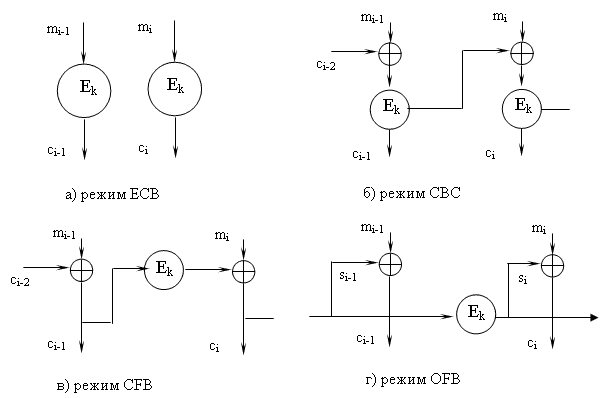 mi-1 mi
Ek Ek
ci-1 ci
а) режим ECB
mi-1 mi
ci-2
Ek Ek
ci-1 ci
б) режим CBC
mi-1 mi
ci-2 Ek
ci-1 ci
в) режим CFB
mi-1 mi
si-1 si
Ek
ci-1 ci
г) режим OFB